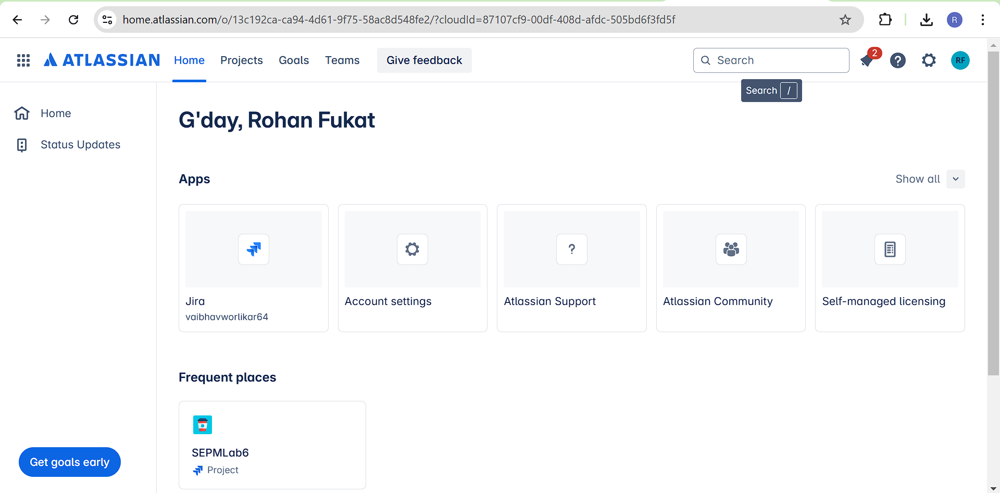 home.atlassian.com/o/13c192ca-ca94-4d61-9f75-58ac8d548fe2/?cloudId=87107cf9-00df-408d-afdc-505bd6f3fd5f
R
ATLASSIAN
Home
Projects
Goals
Teams
Give feedback
Search
2
?
RF
Search /
Home
Status Updates
G'day, Rohan Fukat
Apps
Show all
?
Jira
vaibhavworlikar64
Account settings
Atlassian Support
Atlassian Community
Self-managed licensing
Frequent places
SEPMLab6
Project
Get goals early